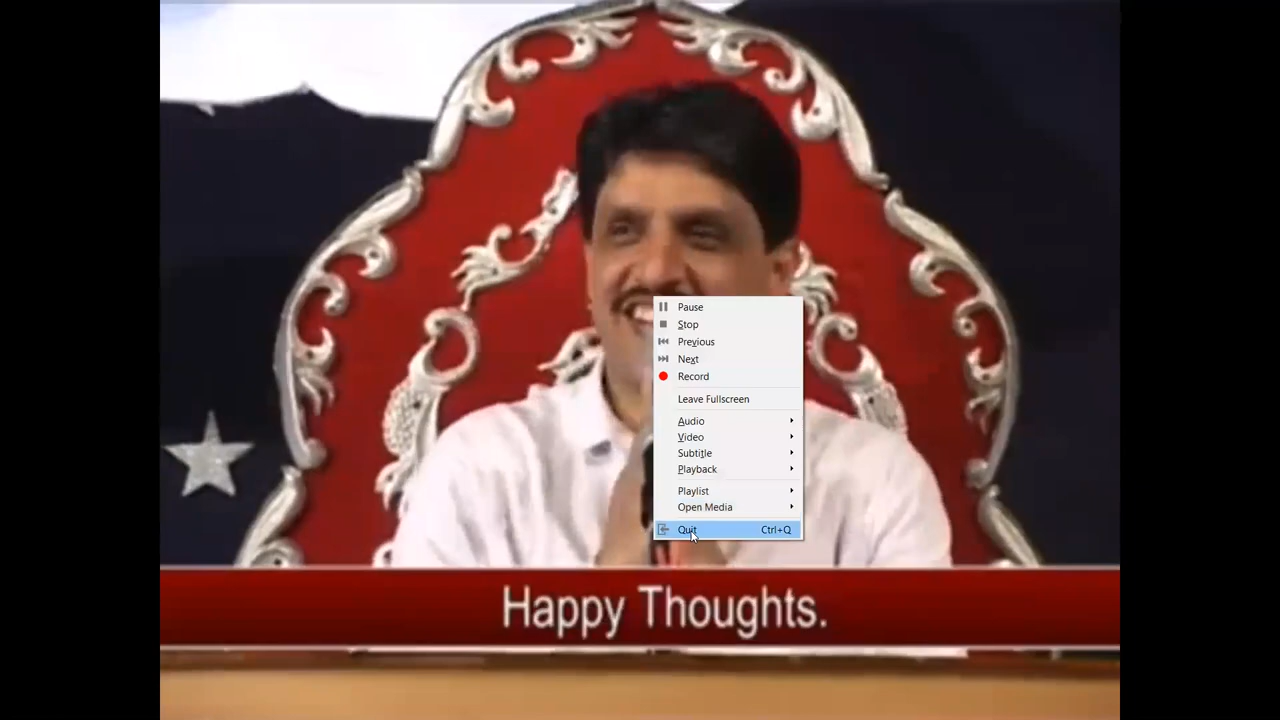 Pause
Stop
Previous
Next
Record
Leave Fullscreen
Audio
Video
Subtitle
Playback
Playlist
Open Media
Quit Ctrl+Q
Happy Thoughts.